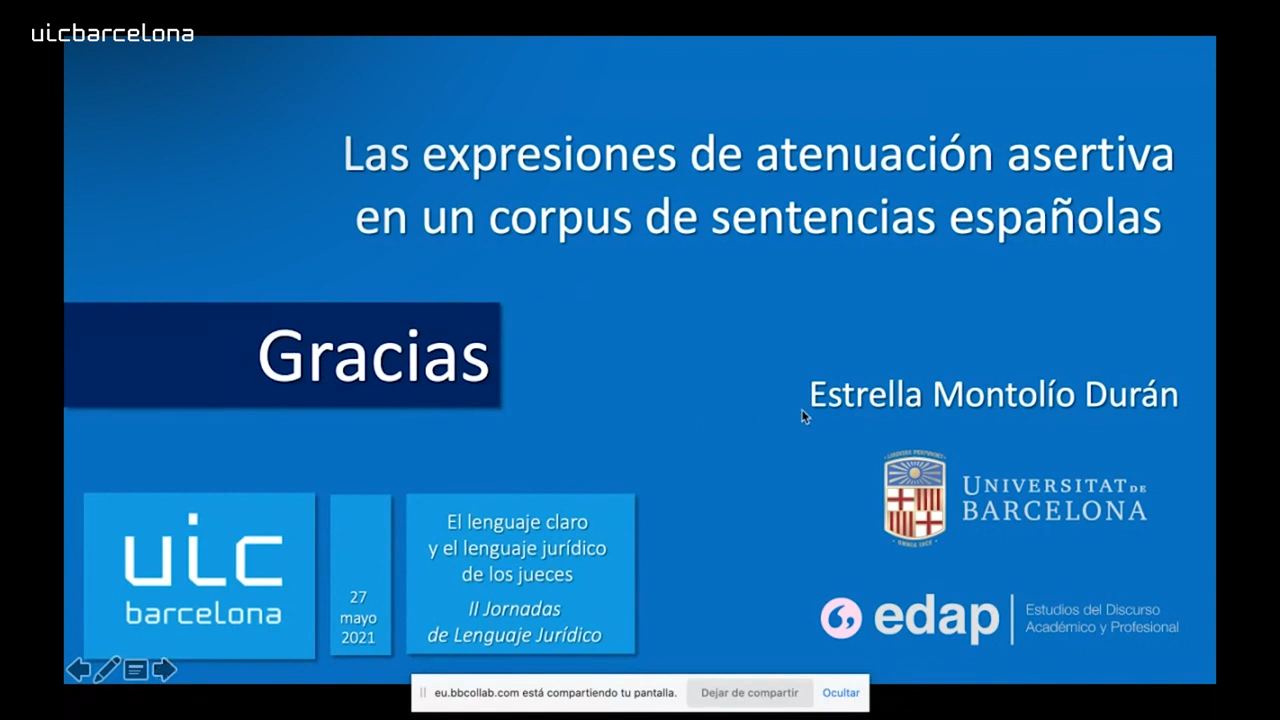 uicbarcelona
Las expresiones de atenuación asertiva
en un corpus de sentencias españolas
Gracias
Estrella Montolío Durán
UNIVERSITAT DE
BARCELONA
uic
barcelona
27
mayo
2021
El lenguaje claro
y el lenguaje jurídico
de los jueces
II Jornadas
de Lenguaje Jurídico
edap
Estudios del Discurso
Académico y Profesional
eu.bbcollab.com está compartiendo tu pantalla.
Dejar de compartir
Ocultar